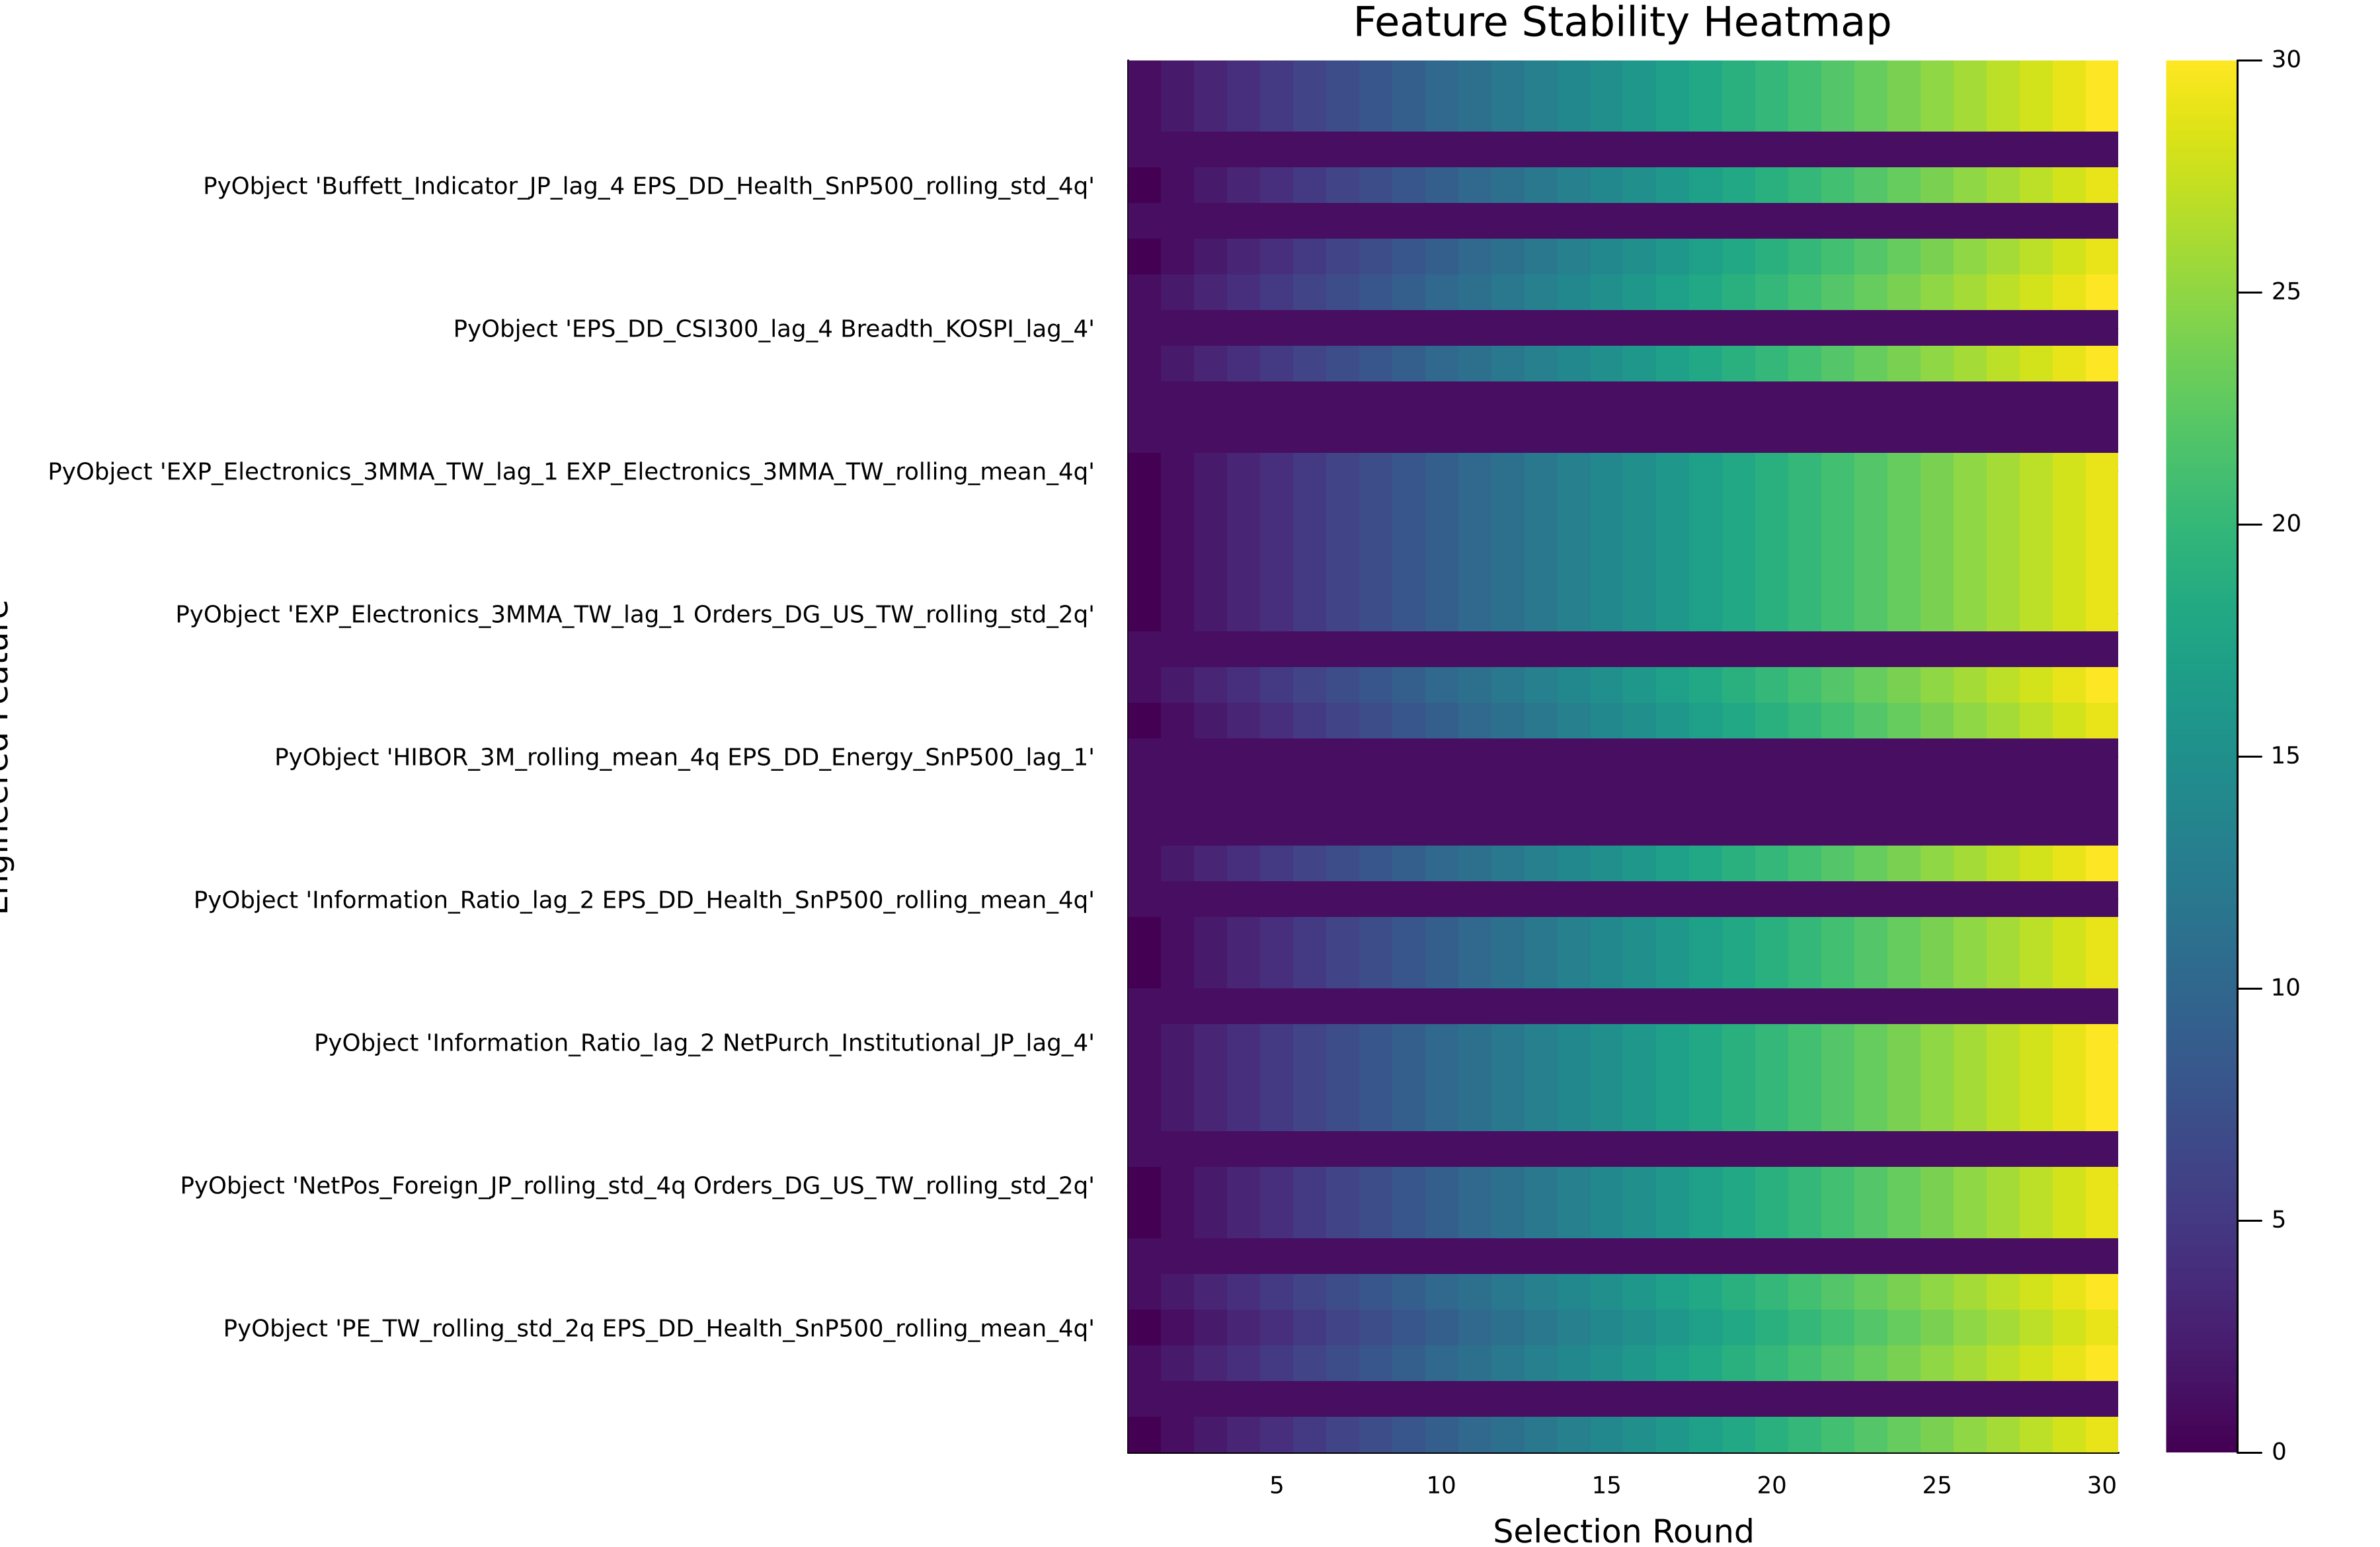 Feature Stability Heatmap
PyObject 'Buffett_Indicator_JP_lag_4 EPS_DD_Health_SnP500_rolling_std_4q'
PyObject 'EPS_DD_CSI300_lag_4 Breadth_KOSPI_lag_4'
PyObject 'EXP_Electronics_3MMA_TW_lag_1 EXP_Electronics_3MMA_TW_rolling_mean_4q'
PyObject 'EXP_Electronics_3MMA_TW_lag_1 Orders_DG_US_TW_rolling_std_2q'
PyObject 'HIBOR_3M_rolling_mean_4q EPS_DD_Energy_SnP500_lag_1'
PyObject 'Information_Ratio_lag_2 EPS_DD_Health_SnP500_rolling_mean_4q'
PyObject 'Information_Ratio_lag_2 NetPurch_Institutional_JP_lag_4'
PyObject 'NetPos_Foreign_JP_rolling_std_4q Orders_DG_US_TW_rolling_std_2q'
PyObject 'PE_TW_rolling_std_2q EPS_DD_Health_SnP500_rolling_mean_4q'
5 10 15 20 25 30
Selection Round
30
25
20
15
10
5
0